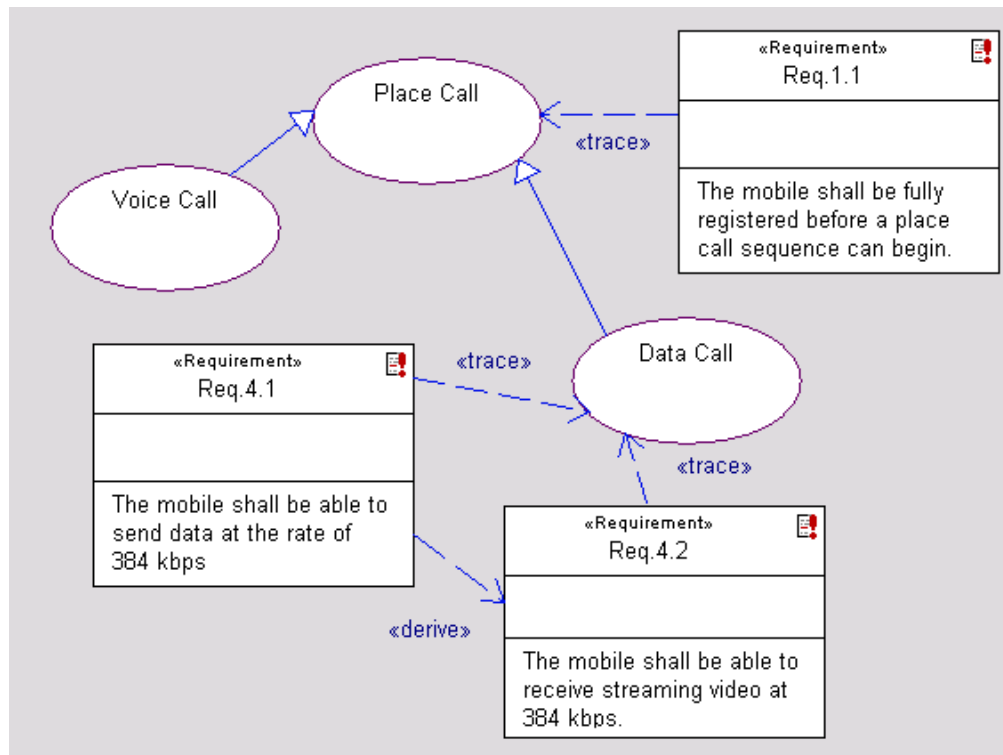 Place Call
«Requirement»
Req.1.1
«trace»
The mobile shall be fully
registered before a place
call sequence can begin.
Voice Call
Data Call
«Requirement»
Req.4.1
«trace»
The mobile shall be able to
send data at the rate of
384 kbps
«trace»
«derive»
«Requirement»
Req.4.2
The mobile shall be able to
receive streaming video at
384 kbps.